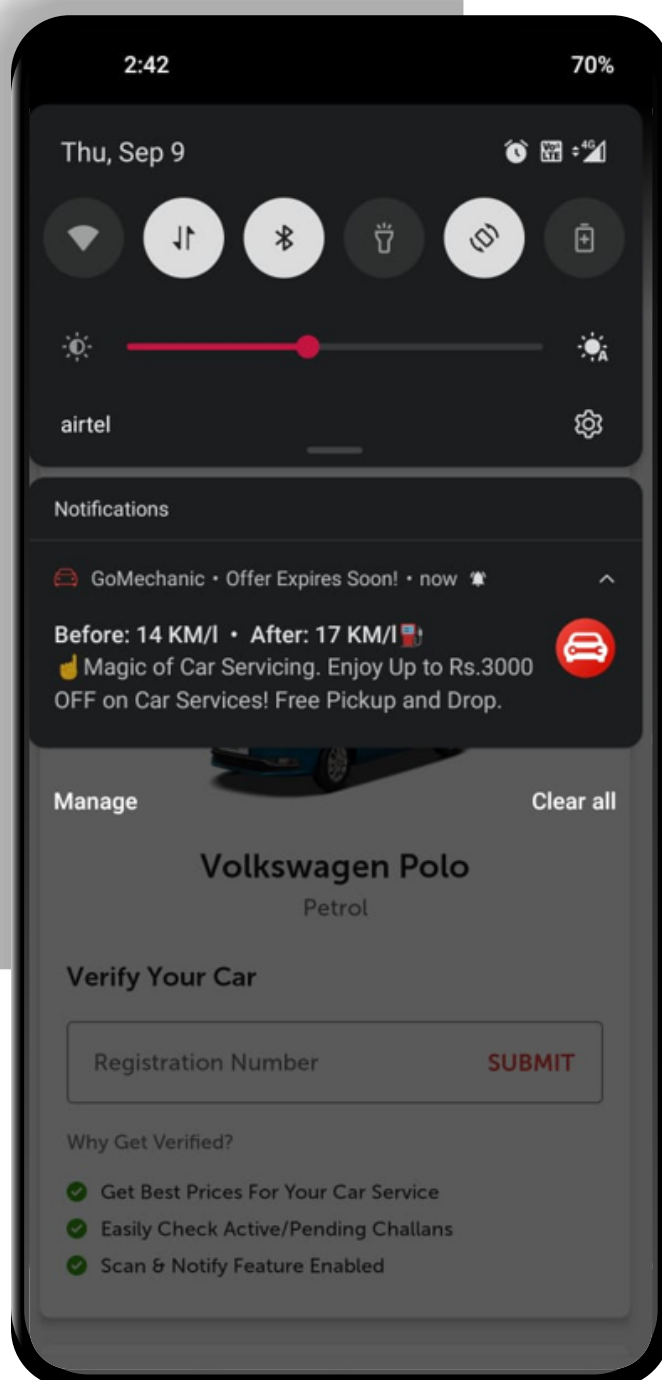 2:42 70%
Thu, Sep 9 Vo LTE 4G
A
airtel
Notifications
GoMechanic • Offer Expires Soon! • now
Before: 14 KM/l • After: 17 KM/l⛽
☝Magic of Car Servicing. Enjoy Up to Rs.3000
OFF on Car Services! Free Pickup and Drop.
Manage Clear all
Volkswagen Polo
Petrol
Verify Your Car
Registration Number SUBMIT
Why Get Verified?
Get Best Prices For Your Car Service
Easily Check Active/Pending Challans
Scan & Notify Feature Enabled